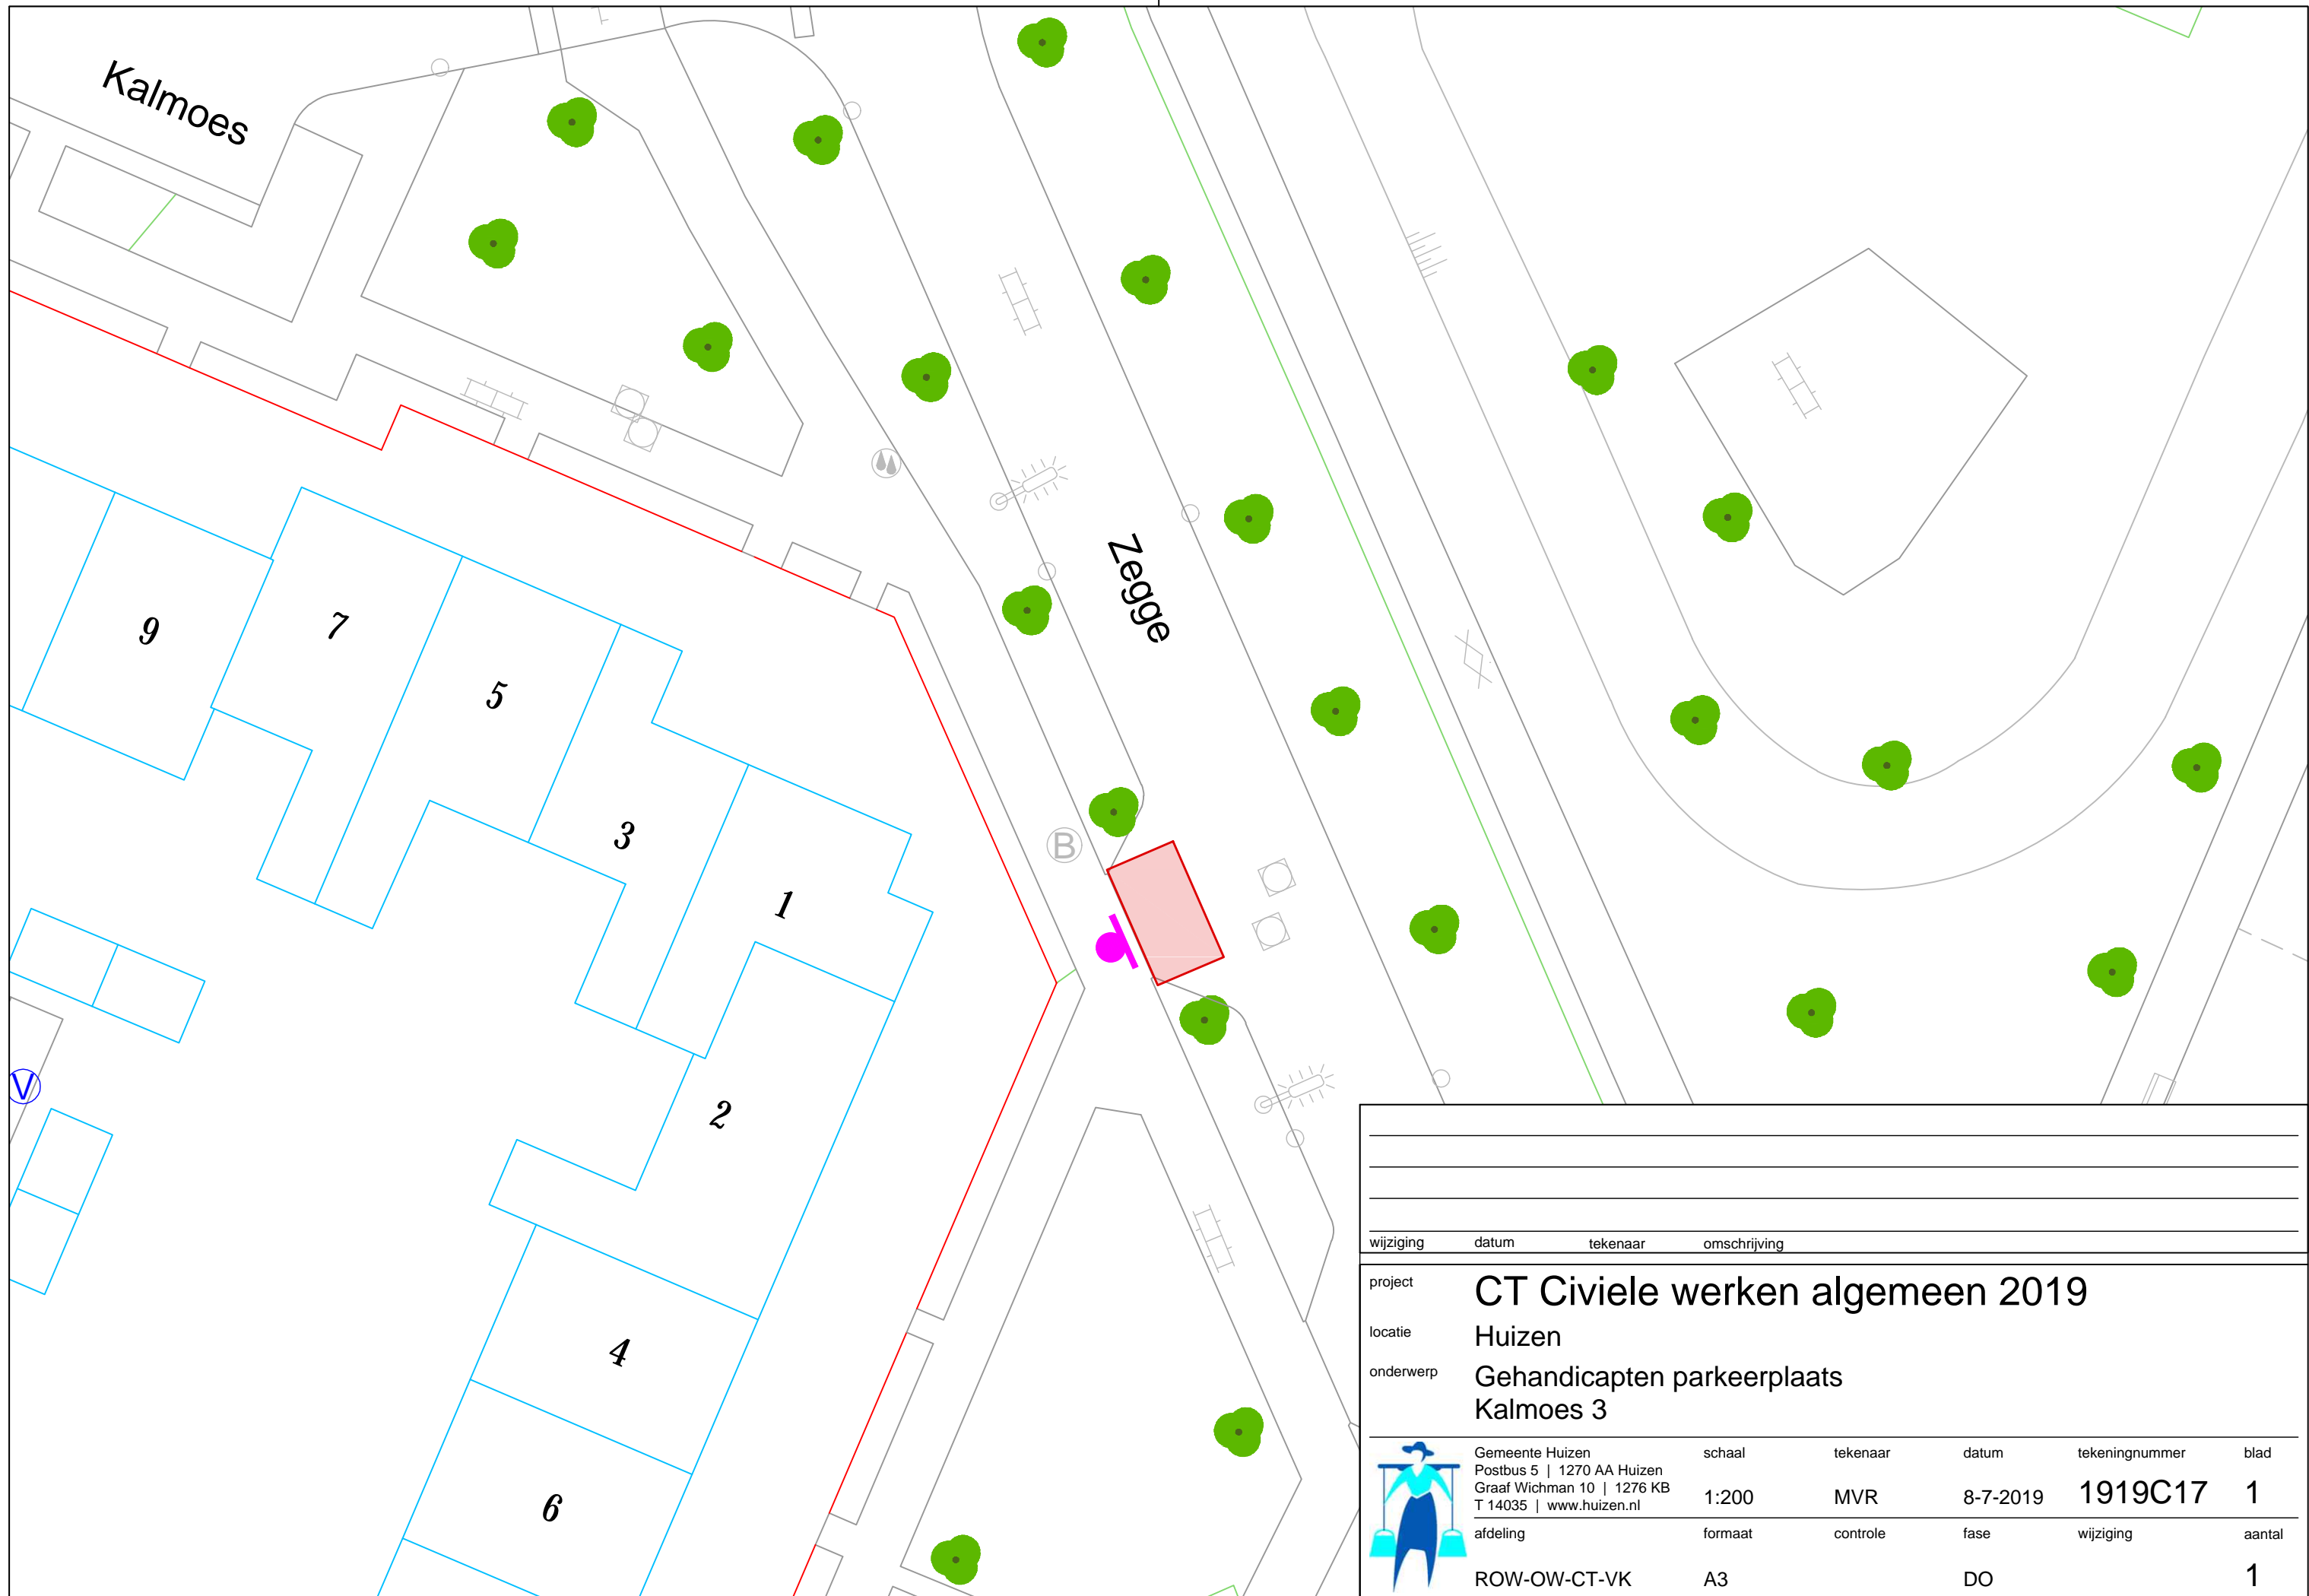 Kalmoes
Zegge
9
7
5
3
1
B
2
V
4
6
wijziging datum tekenaar omschrijving
project CT Civiele werken algemeen 2019
locatie Huizen
onderwerp Gehandicapten parkeerplaats
Kalmoes 3
Gemeente Huizen schaal tekenaar datum tekeningnummer blad
Postbus 5 | 1270 AA Huizen
Graaf Wichman 10 | 1276 KB
T 14035 | www.huizen.nl 1:200 MVR 8-7-2019 1919C17 1
afdeling formaat controle fase wijziging aantal
ROW-OW-CT-VK A3 DO 1